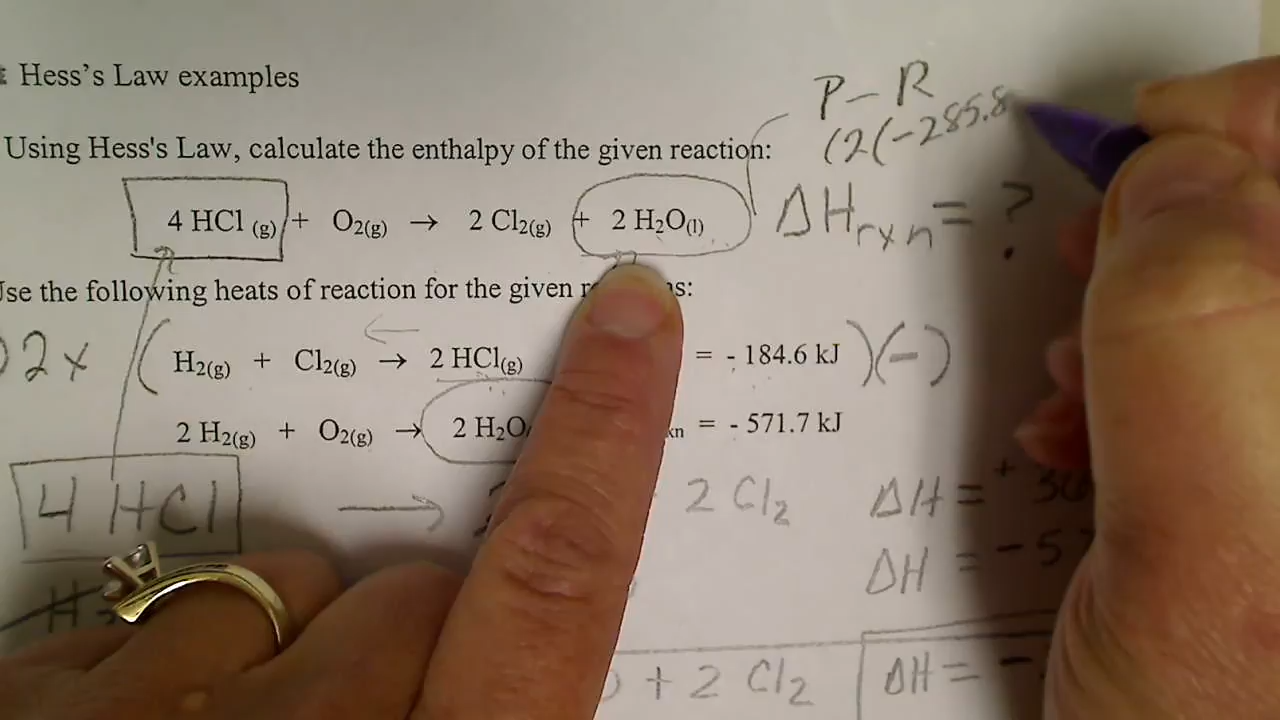 Hess's Law examples
P - R
(2(-285.8
Using Hess's Law, calculate the enthalpy of the given reaction:
4 HCl (g) + O₂(g) → 2 Cl₂(g) + 2 H₂O(l)
ΔHrxn = ?
Use the following heats of reaction for the given
2x ( H₂(g) + Cl₂(g) → 2 HCl(g) = - 184.6 kJ )(-)
←
2 H₂(g) + O₂(g) → 2 H₂O = - 571.7 kJ
4 HCl → 2 Cl₂ ΔH = +
ΔH = -
+ 2 Cl₂ ΔH = -